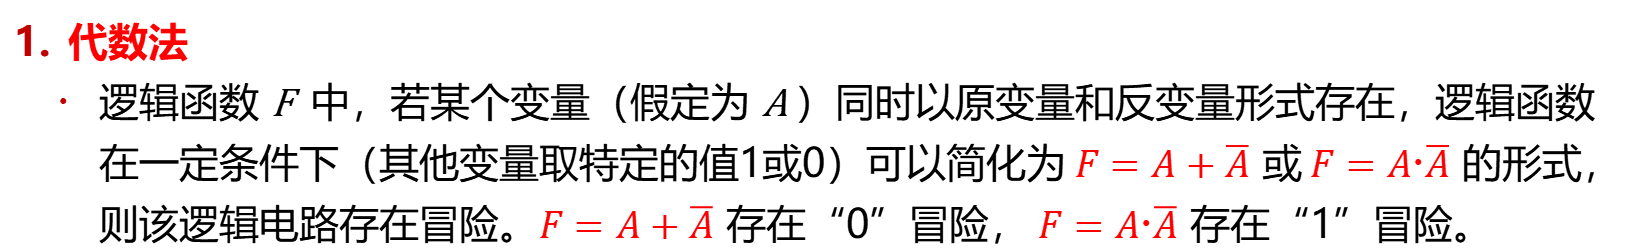 1. 代数法
· 逻辑函数 F 中，若某个变量（假定为 A ）同时以原变量和反变量形式存在，逻辑函数
在一定条件下（其他变量取特定的值1或0）可以简化为 F = A + A̅ 或 F = A·A̅ 的形式，
则该逻辑电路存在冒险。F = A + A̅ 存在“0”冒险， F = A·A̅ 存在“1”冒险。